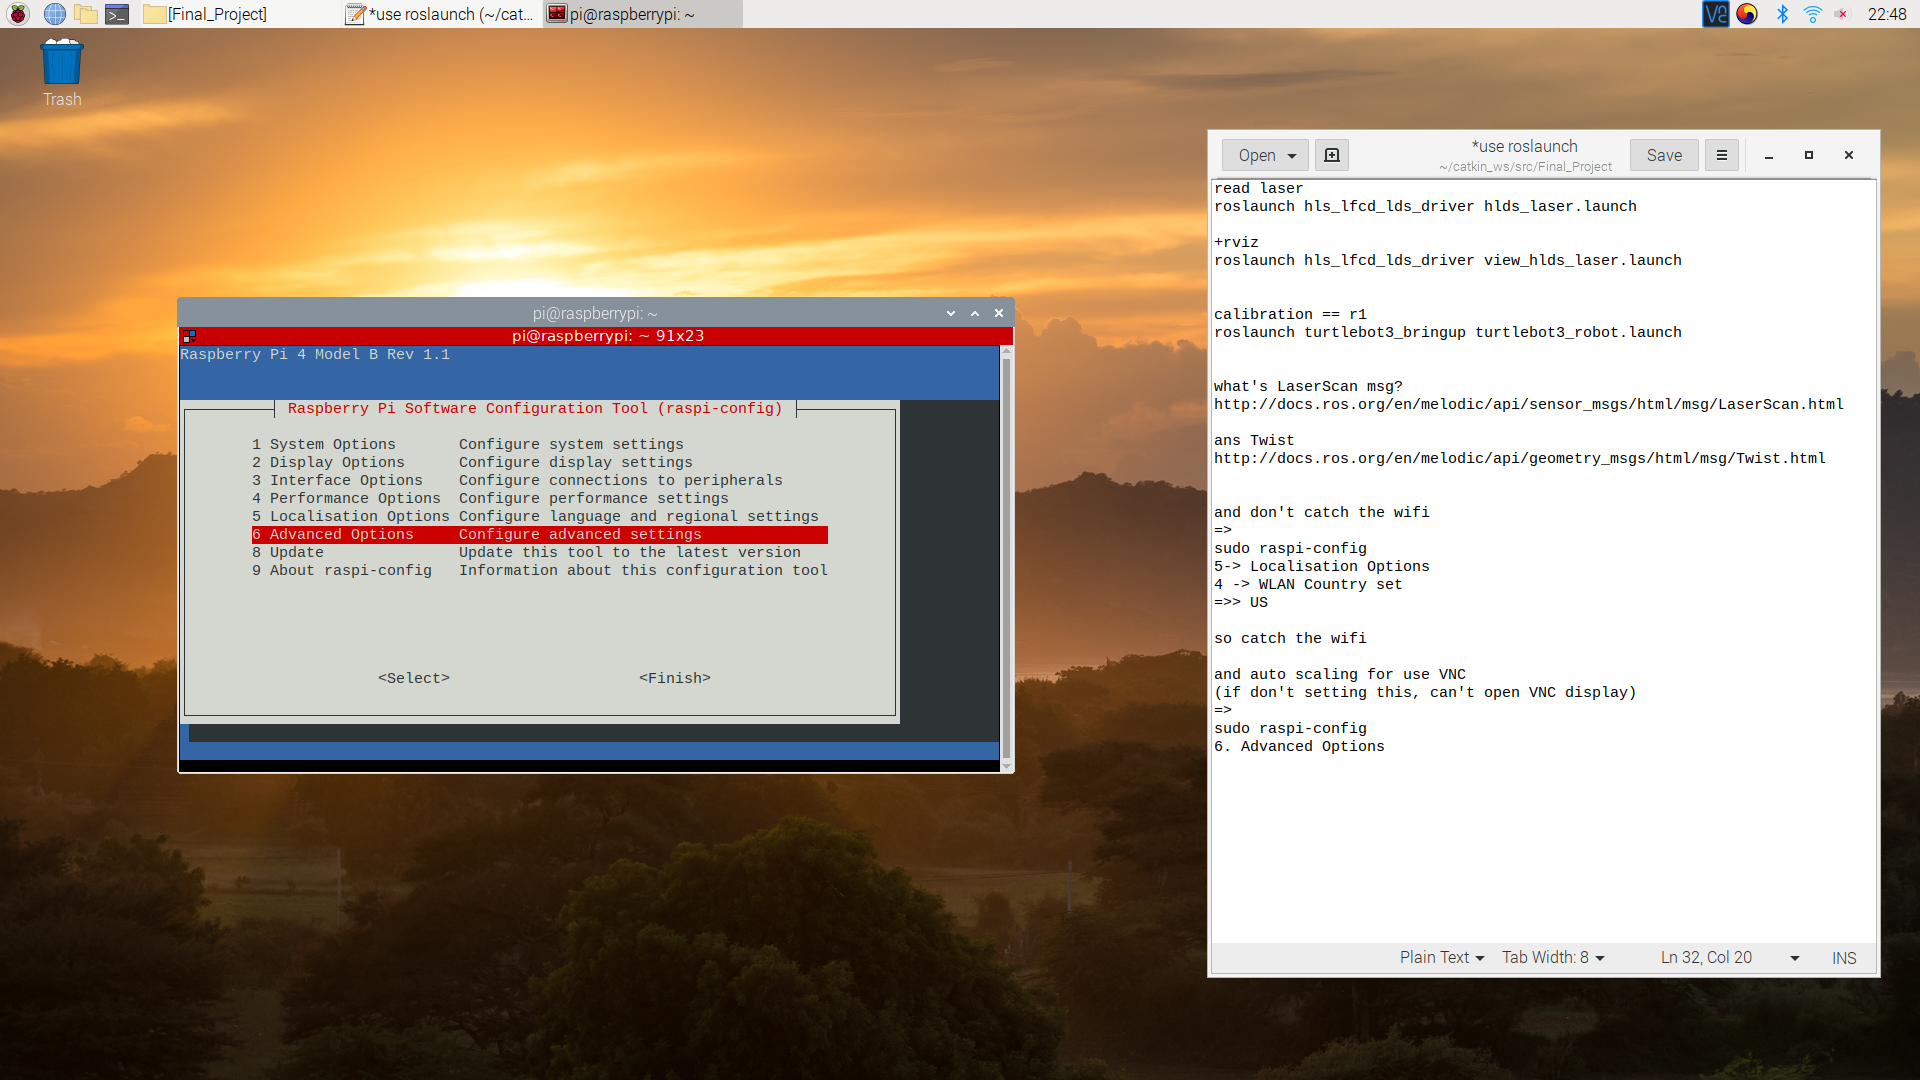 [Final_Project]
*use roslaunch (~/cat...
pi@raspberrypi: ~
22:48
Trash
pi@raspberrypi: ~
pi@raspberrypi: ~ 91x23
Raspberry Pi 4 Model B Rev 1.1
Raspberry Pi Software Configuration Tool (raspi-config)
1 System Options Configure system settings
2 Display Options Configure display settings
3 Interface Options Configure connections to peripherals
4 Performance Options Configure performance settings
5 Localisation Options Configure language and regional settings
6 Advanced Options Configure advanced settings
8 Update Update this tool to the latest version
9 About raspi-config Information about this configuration tool
<Select> <Finish>
Open
*use roslaunch
~/catkin_ws/src/Final_Project
Save
read laser
roslaunch hls_lfcd_lds_driver hlds_laser.launch
+rviz
roslaunch hls_lfcd_lds_driver view_hlds_laser.launch
calibration == r1
roslaunch turtlebot3_bringup turtlebot3_robot.launch
what's LaserScan msg?
http://docs.ros.org/en/melodic/api/sensor_msgs/html/msg/LaserScan.html
ans Twist
http://docs.ros.org/en/melodic/api/geometry_msgs/html/msg/Twist.html
and don't catch the wifi
=>
sudo raspi-config
5-> Localisation Options
4 -> WLAN Country set
=>> US
so catch the wifi
and auto scaling for use VNC
(if don't setting this, can't open VNC display)
=>
sudo raspi-config
6. Advanced Options
Plain Text Tab Width: 8 Ln 32, Col 20 INS